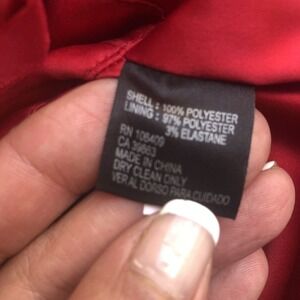 SHELL : 100% POLYESTER
LINING : 97% POLYESTER
3% ELASTANE
RN 106409
CA 39663
MADE IN CHINA
DRY CLEAN ONLY
VER AL DORSO PARA CUIDADO